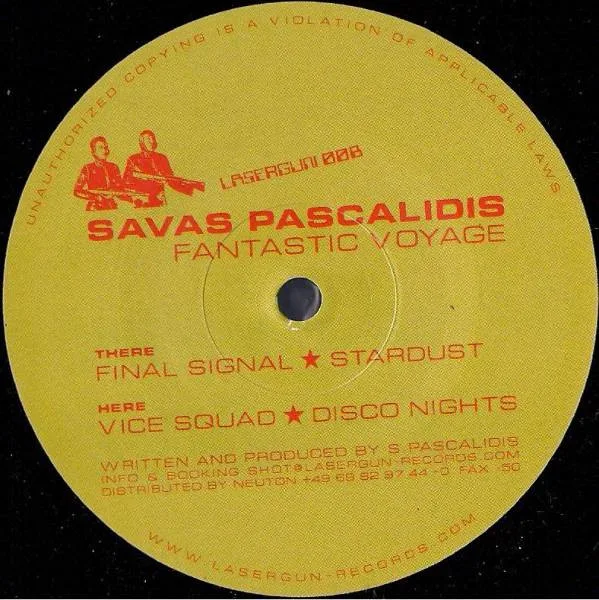 UNAUTHORIZED COPYING IS A VIOLATION OF APPLICABLE LAWS
LASERGUN 008
SAVAS PASCALIDIS
FANTASTIC VOYAGE
THERE
FINAL SIGNAL ★ STARDUST
HERE
VICE SQUAD ★ DISCO NIGHTS
WRITTEN AND PRODUCED BY S.PASCALIDIS
INFO & BOOKING SHOT@LASERGUN-RECORDS.COM
DISTRIBUTED BY NEUTON +49 69 82 97 44 -0 FAX -50
WWW.LASERGUN-RECORDS.COM